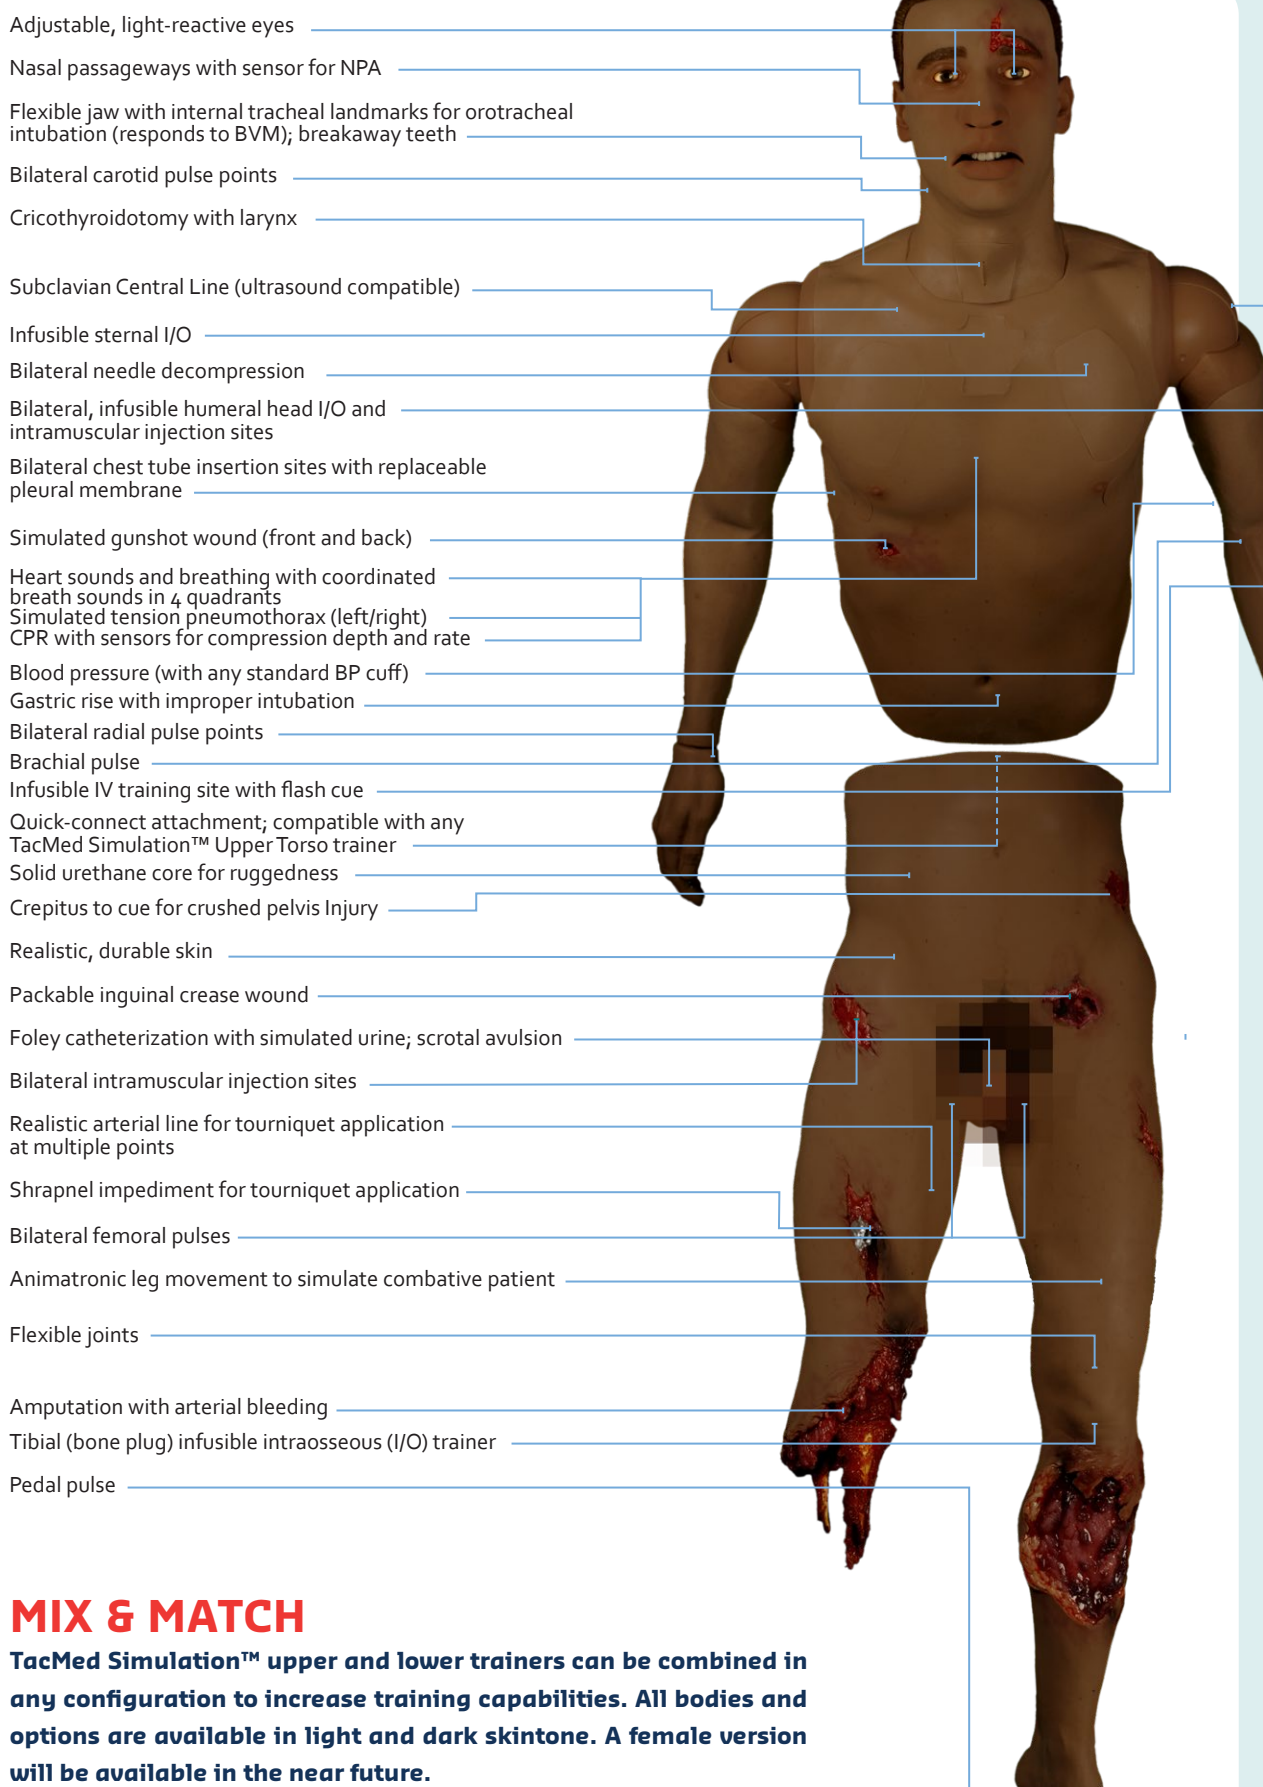 Adjustable, light-reactive eyes
Nasal passageways with sensor for NPA
Flexible jaw with internal tracheal landmarks for orotracheal
intubation (responds to BVM); breakaway teeth
Bilateral carotid pulse points
Cricothyroidotomy with larynx
Subclavian Central Line (ultrasound compatible)
Infusible sternal I/O
Bilateral needle decompression
Bilateral, infusible humeral head I/O and
intramuscular injection sites
Bilateral chest tube insertion sites with replaceable
pleural membrane
Simulated gunshot wound (front and back)
Heart sounds and breathing with coordinated
breath sounds in 4 quadrants
Simulated tension pneumothorax (left/right)
CPR with sensors for compression depth and rate
Blood pressure (with any standard BP cuff)
Gastric rise with improper intubation
Bilateral radial pulse points
Brachial pulse
Infusible IV training site with flash cue
Quick-connect attachment; compatible with any
TacMed Simulation™ Upper Torso trainer
Solid urethane core for ruggedness
Crepitus to cue for crushed pelvis Injury
Realistic, durable skin
Packable inguinal crease wound
Foley catheterization with simulated urine; scrotal avulsion
Bilateral intramuscular injection sites
Realistic arterial line for tourniquet application
at multiple points
Shrapnel impediment for tourniquet application
Bilateral femoral pulses
Animatronic leg movement to simulate combative patient
Flexible joints
Amputation with arterial bleeding
Tibial (bone plug) infusible intraosseous (I/O) trainer
Pedal pulse
MIX & MATCH
TacMed Simulation™ upper and lower trainers can be combined in
any configuration to increase training capabilities. All bodies and
options are available in light and dark skintone. A female version
will be available in the near future.